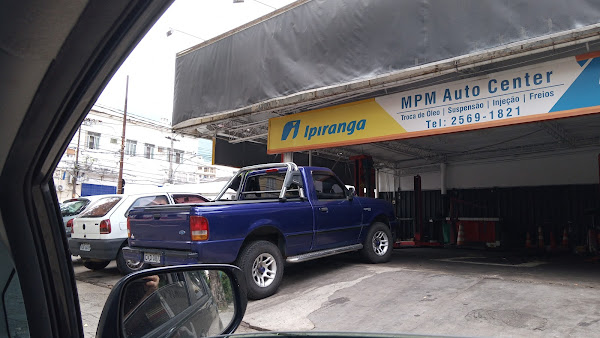 Ipiranga
MPM Auto Center
Troca de Óleo | Suspensão | Injeção | Freios
Tel: 2569-1821